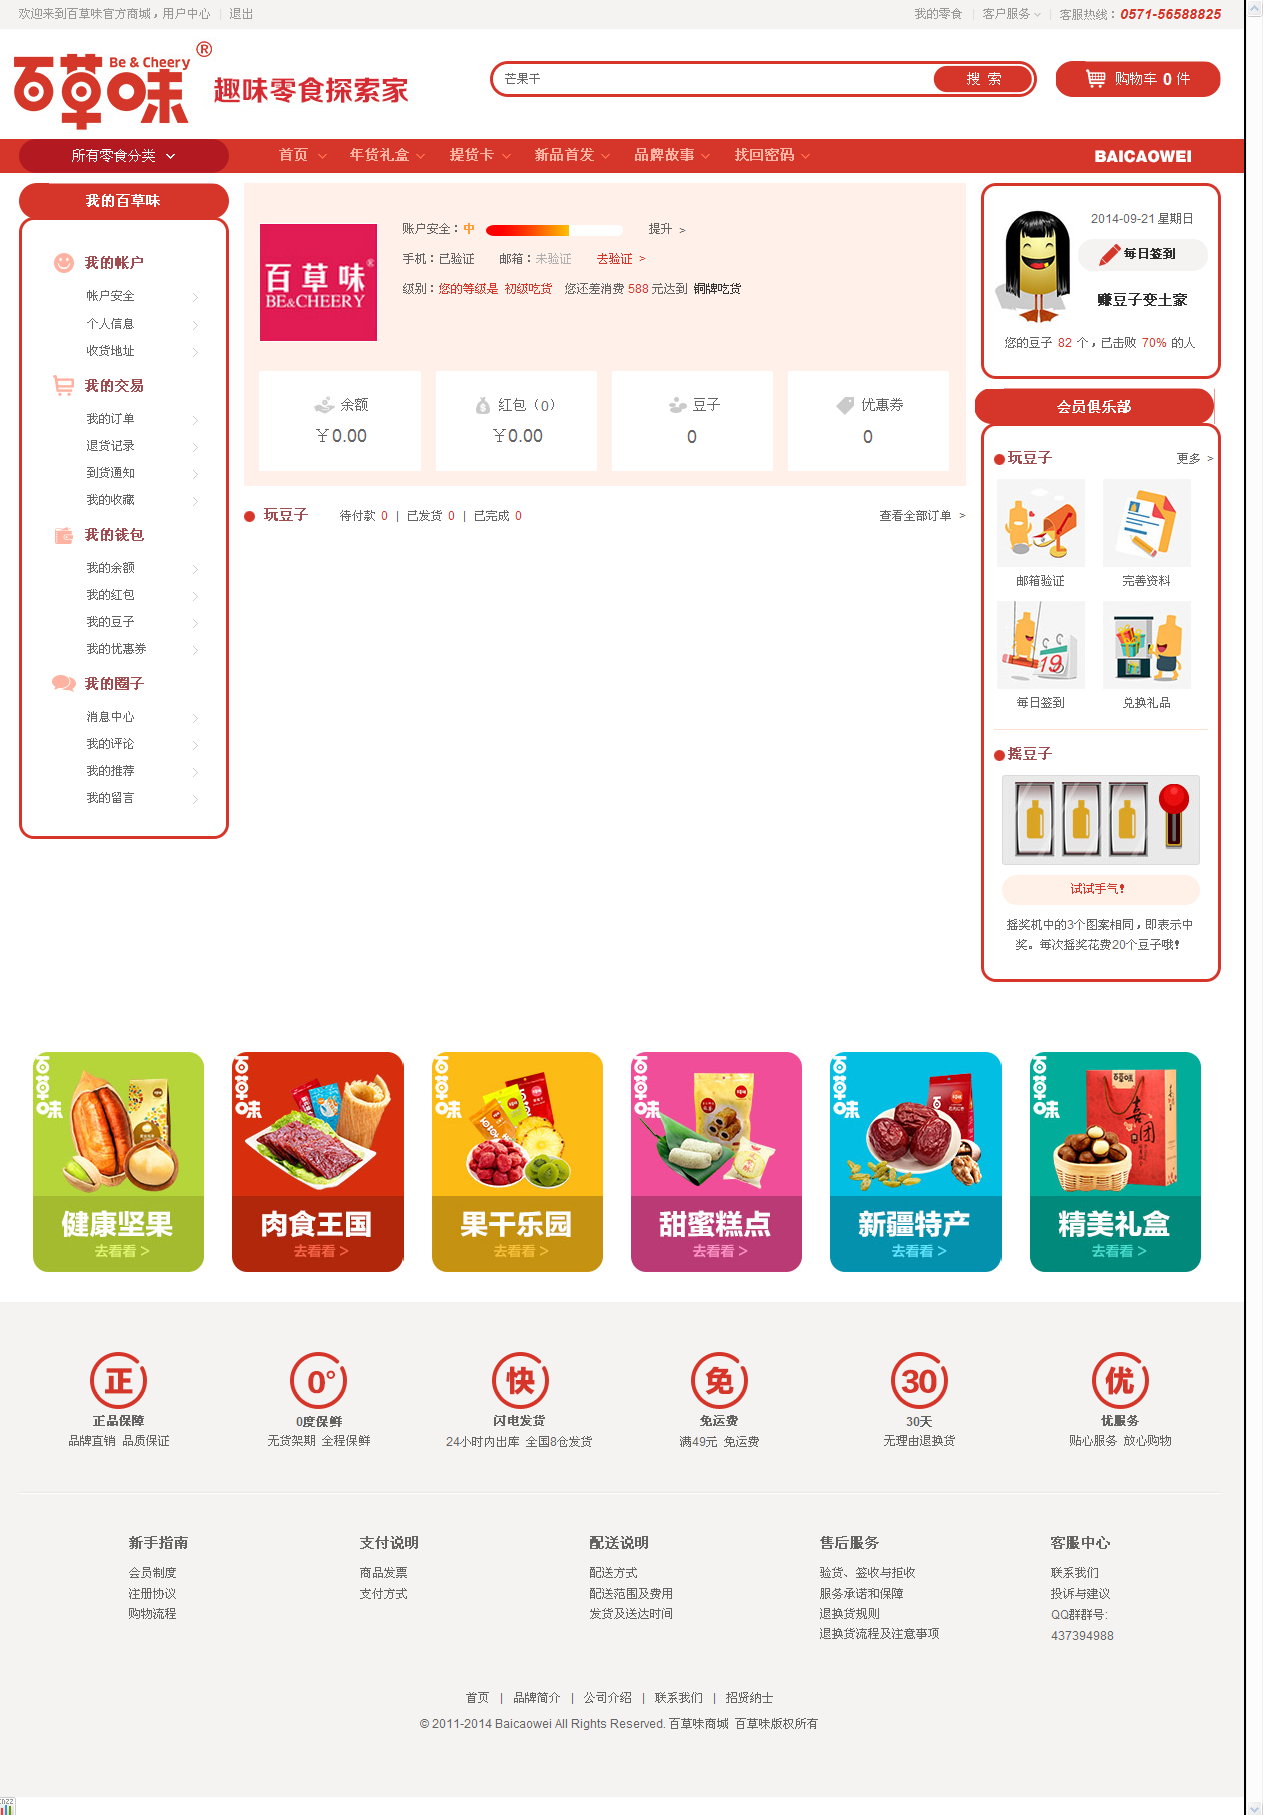 欢迎来到百草味官方商城，用户中心 | 退出
我的零食 | 客户服务 | 客服热线：0571-56588825
百草味 Be & Cheery ® 趣味零食探索家
芒果干 搜 索
购物车 0 件
所有零食分类 首页 年货礼盒 提货卡 新品首发 品牌故事 找回密码 BAICAOWEI
我的百草味
我的帐户
帐户安全
个人信息
收货地址
我的交易
我的订单
退货记录
到货通知
我的收藏
我的钱包
我的余额
我的红包
我的豆子
我的优惠券
我的圈子
消息中心
我的评论
我的推荐
我的留言
百草味®
BE&CHEERY
账户安全：中 提升 >
手机：已验证 邮箱：未验证 去验证 >
级别：您的等级是 初级吃货 您还差消费 588 元达到 铜牌吃货
余额
￥0.00
红包（0）
￥0.00
豆子
0
优惠券
0
玩豆子 待付款 0 | 已发货 0 | 已完成 0 查看全部订单 >
2014-09-21 星期日
每日签到
赚豆子变土豪
您的豆子 82 个，已击败 70% 的人
会员俱乐部
玩豆子 更多 >
邮箱验证 完善资料
19
每日签到 兑换礼品
摇豆子
试试手气！
摇奖机中的3个图案相同，即表示中
奖。每次摇奖花费20个豆子哦！
百草味 百草味 百草味 百草味 百草味 百草味
喜团
健康坚果 肉食王国 果干乐园 甜蜜糕点 新疆特产 精美礼盒
去看看 > 去看看 > 去看看 > 去看看 > 去看看 > 去看看 >
正 0° 快 免 30 优
正品保障 0度保鲜 闪电发货 免运费 30天 优服务
品牌直销 品质保证 无货架期 全程保鲜 24小时内出库 全国8仓发货 满49元 免运费 无理由退换货 贴心服务 放心购物
新手指南
会员制度
注册协议
购物流程
支付说明
商品发票
支付方式
配送说明
配送方式
配送范围及费用
发货及送达时间
售后服务
验货、签收与拒收
服务承诺和保障
退换货规则
退换货流程及注意事项
客服中心
联系我们
投诉与建议
QQ群群号:
437394988
首页 | 品牌简介 | 公司介绍 | 联系我们 | 招贤纳士
© 2011-2014 Baicaowei All Rights Reserved. 百草味商城 百草味版权所有